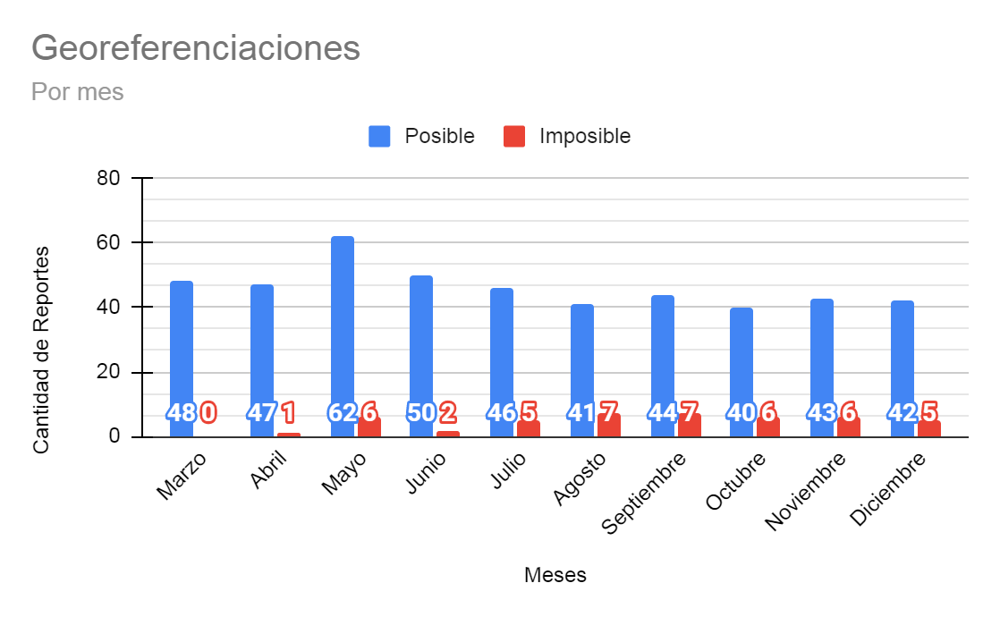 Georeferenciaciones
Por mes
Posible Imposible
Cantidad de Reportes
80
60
40
20
0
48 0 47 1 62 6 50 2 46 5 41 7 44 7 40 6 43 6 42 5
Marzo Abril Mayo Junio Julio Agosto Septiembre Octubre Noviembre Diciembre
Meses